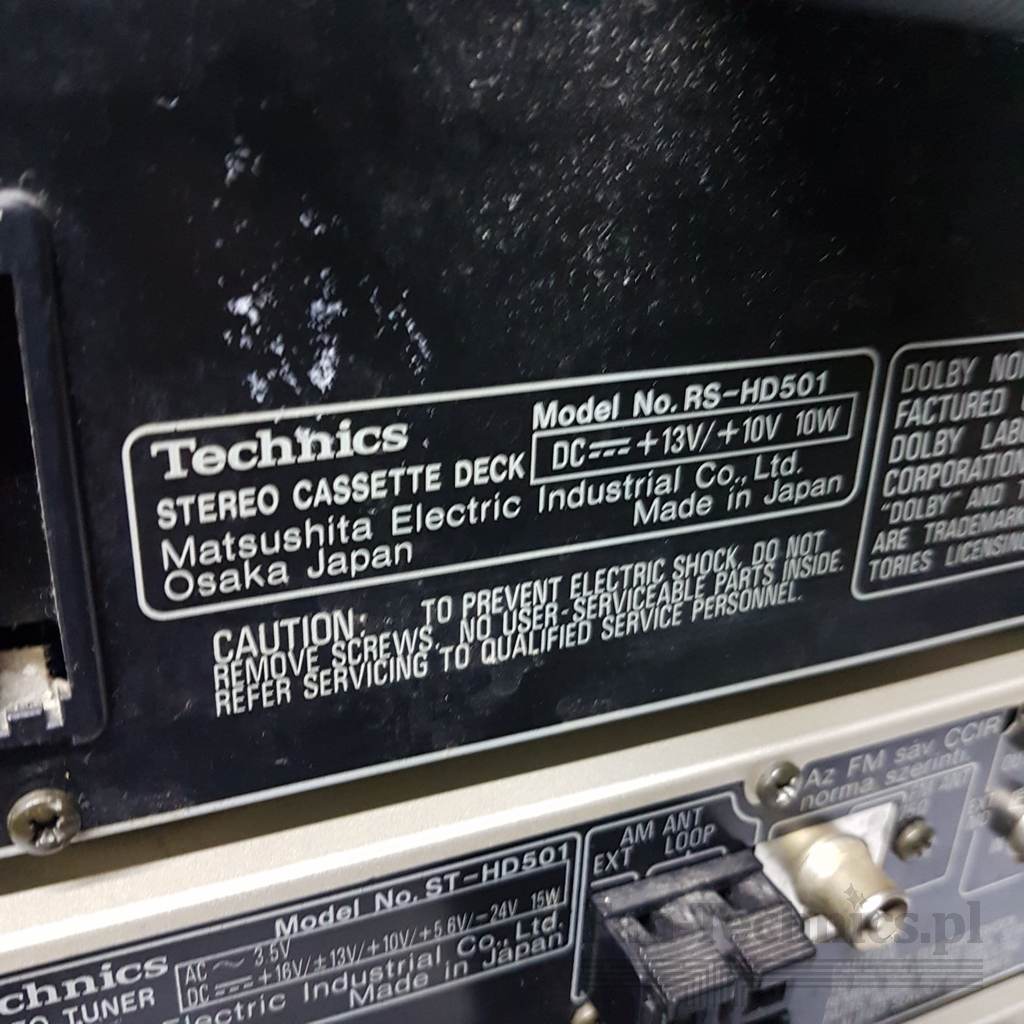 Technics
STEREO CASSETTE DECK
Model No. RS-HD501
DC⎓ +13V/+10V 10W
Matsushita Electric Industrial Co., Ltd.
Osaka Japan
Made in Japan
CAUTION: TO PREVENT ELECTRIC SHOCK, DO NOT
REMOVE SCREWS. NO USER-SERVICEABLE PARTS INSIDE.
REFER SERVICING TO QUALIFIED SERVICE PERSONNEL.
DOLBY
FACTURED
DOLBY
CORPORATION
"DOLBY" AND
ARE
TORIES LICENSING
Az FM sáv CCIR
norma szerinti.
AM ANT
EXT LOOP
chnics
TUNER
Model No. ST-HD501
AC ~ 3.5V
DC⎓ +16V/±13V/+10V/+5.6V/-24V 15W
Electric Industrial Co., Ltd.
Made in Japan
Technics.pl